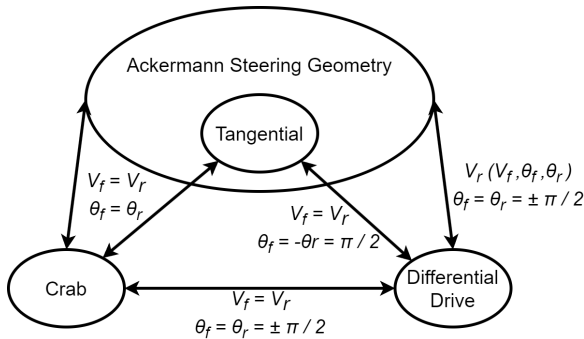 Ackermann Steering Geometry
Tangential
V_f = V_r
θ_f = θ_r
V_f = V_r
θ_f = -θr = π / 2
V_r (V_f ,θ_f ,θ_r )
θ_f = θ_r = ± π / 2
Crab
Differential
Drive
V_f = V_r
θ_f = θ_r = ± π / 2